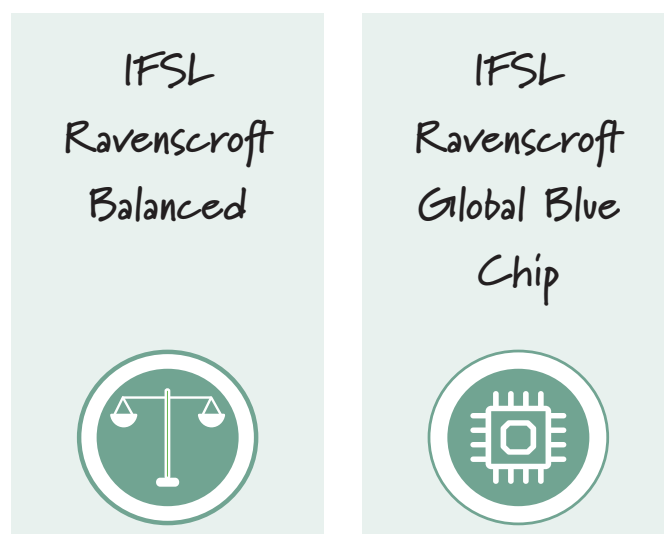 IFSL
Ravenscroft
Balanced
IFSL
Ravenscroft
Global Blue
Chip